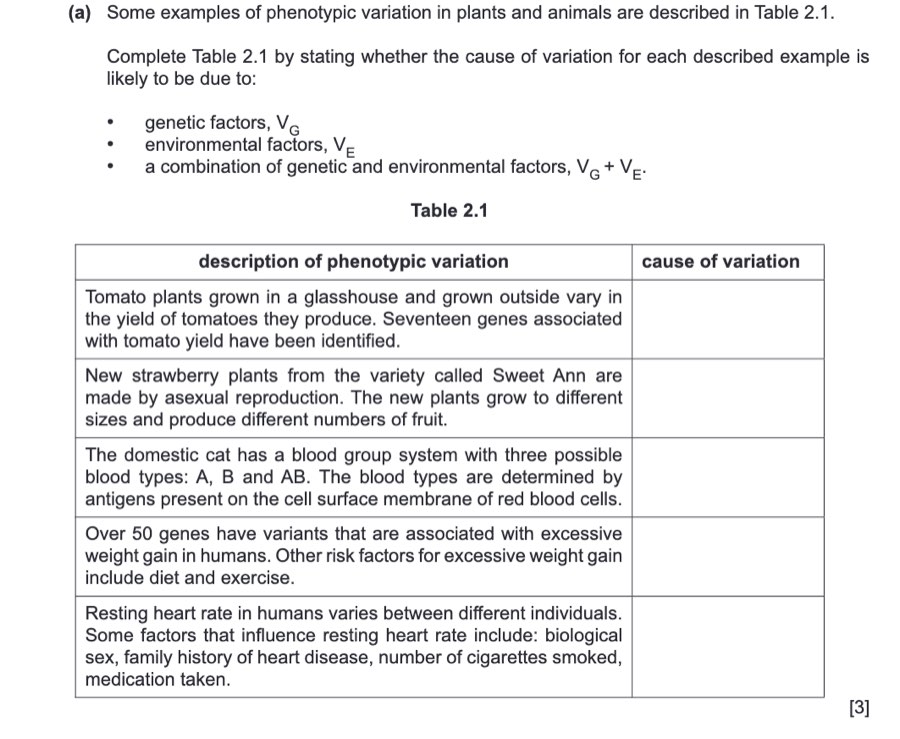 (a) Some examples of phenotypic variation in plants and animals are described in Table 2.1.
Complete Table 2.1 by stating whether the cause of variation for each described example is
likely to be due to:
• genetic factors, V_G
• environmental factors, V_E
• a combination of genetic and environmental factors, V_G + V_E.
Table 2.1
description of phenotypic variation cause of variation
Tomato plants grown in a glasshouse and grown outside vary in
the yield of tomatoes they produce. Seventeen genes associated
with tomato yield have been identified.
New strawberry plants from the variety called Sweet Ann are
made by asexual reproduction. The new plants grow to different
sizes and produce different numbers of fruit.
The domestic cat has a blood group system with three possible
blood types: A, B and AB. The blood types are determined by
antigens present on the cell surface membrane of red blood cells.
Over 50 genes have variants that are associated with excessive
weight gain in humans. Other risk factors for excessive weight gain
include diet and exercise.
Resting heart rate in humans varies between different individuals.
Some factors that influence resting heart rate include: biological
sex, family history of heart disease, number of cigarettes smoked,
medication taken.
[3]